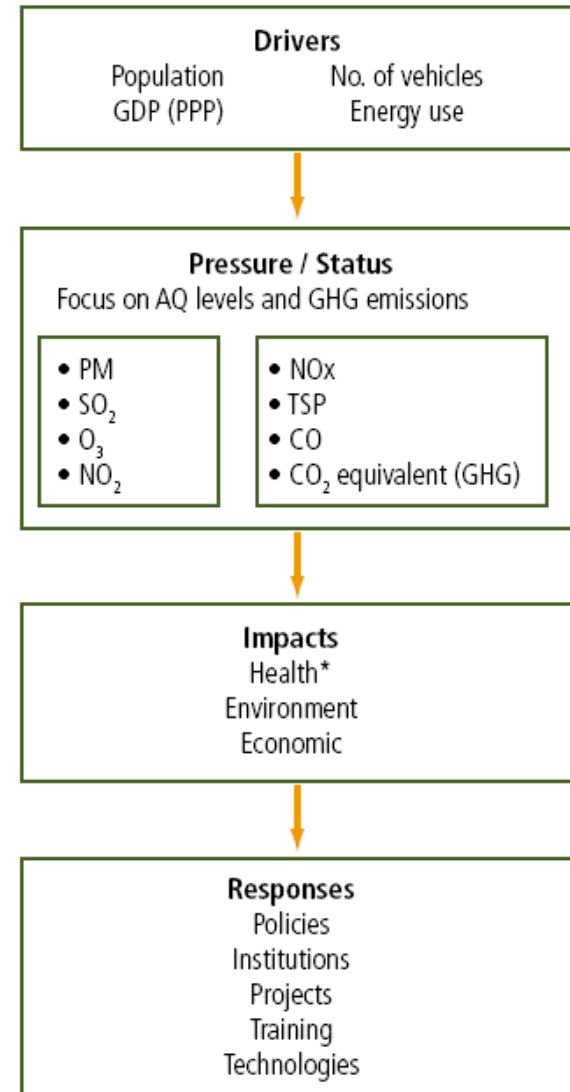 Drivers
Population No. of vehicles
GDP (PPP) Energy use
Pressure / Status
Focus on AQ levels and GHG emissions
• PM
• SO₂
• O₃
• NO₂
• NOx
• TSP
• CO
• CO₂ equivalent (GHG)
Impacts
Health*
Environment
Economic
Responses
Policies
Institutions
Projects
Training
Technologies